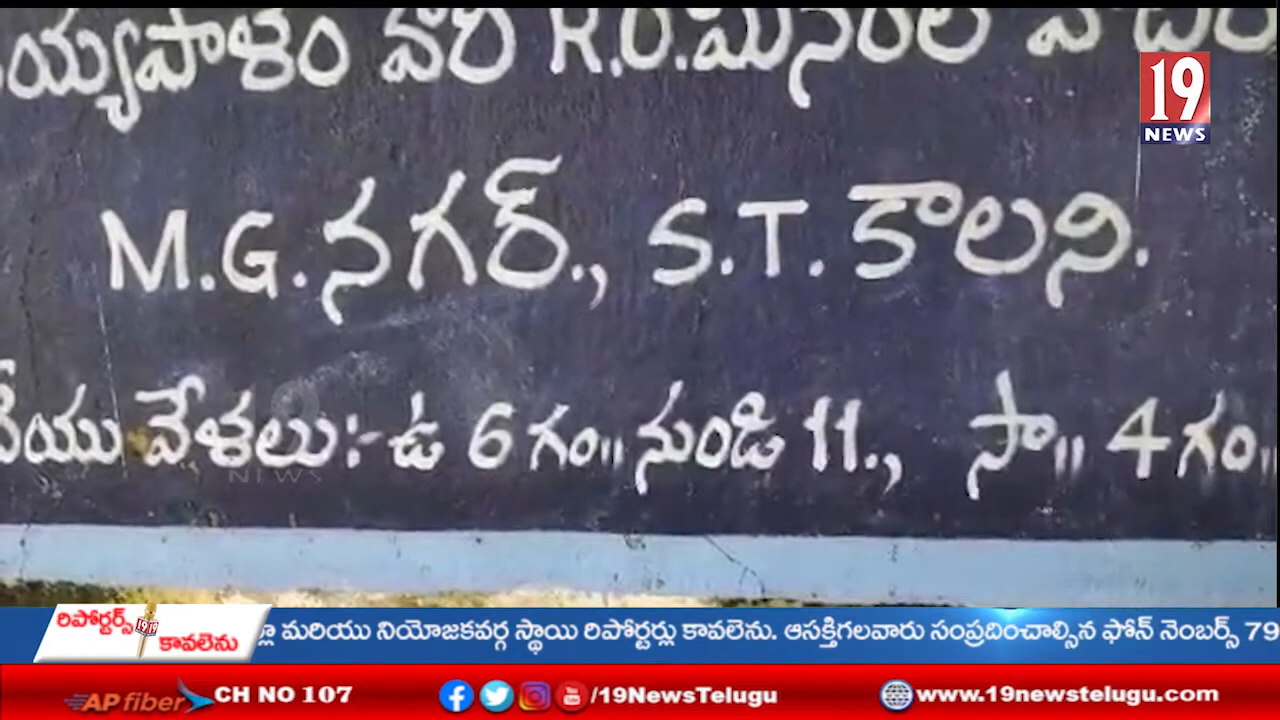 వారి R.O.మినరల్
19
NEWS
M.G.నగర్., S.T.కాలని.
వేళలు:- ఉ 6 గం॥ నుండి 11., సా॥ 4 గం॥
రిపోర్టర్స్ కావలెను
మరియు నియోజకవర్గ స్థాయి రిపోర్టర్లు కావలెను. ఆసక్తిగలవారు సంప్రదించాల్సిన ఫోన్ నెంబర్స్ 79
AP fiber CH NO 107 /19NewsTelugu www.19newstelugu.com